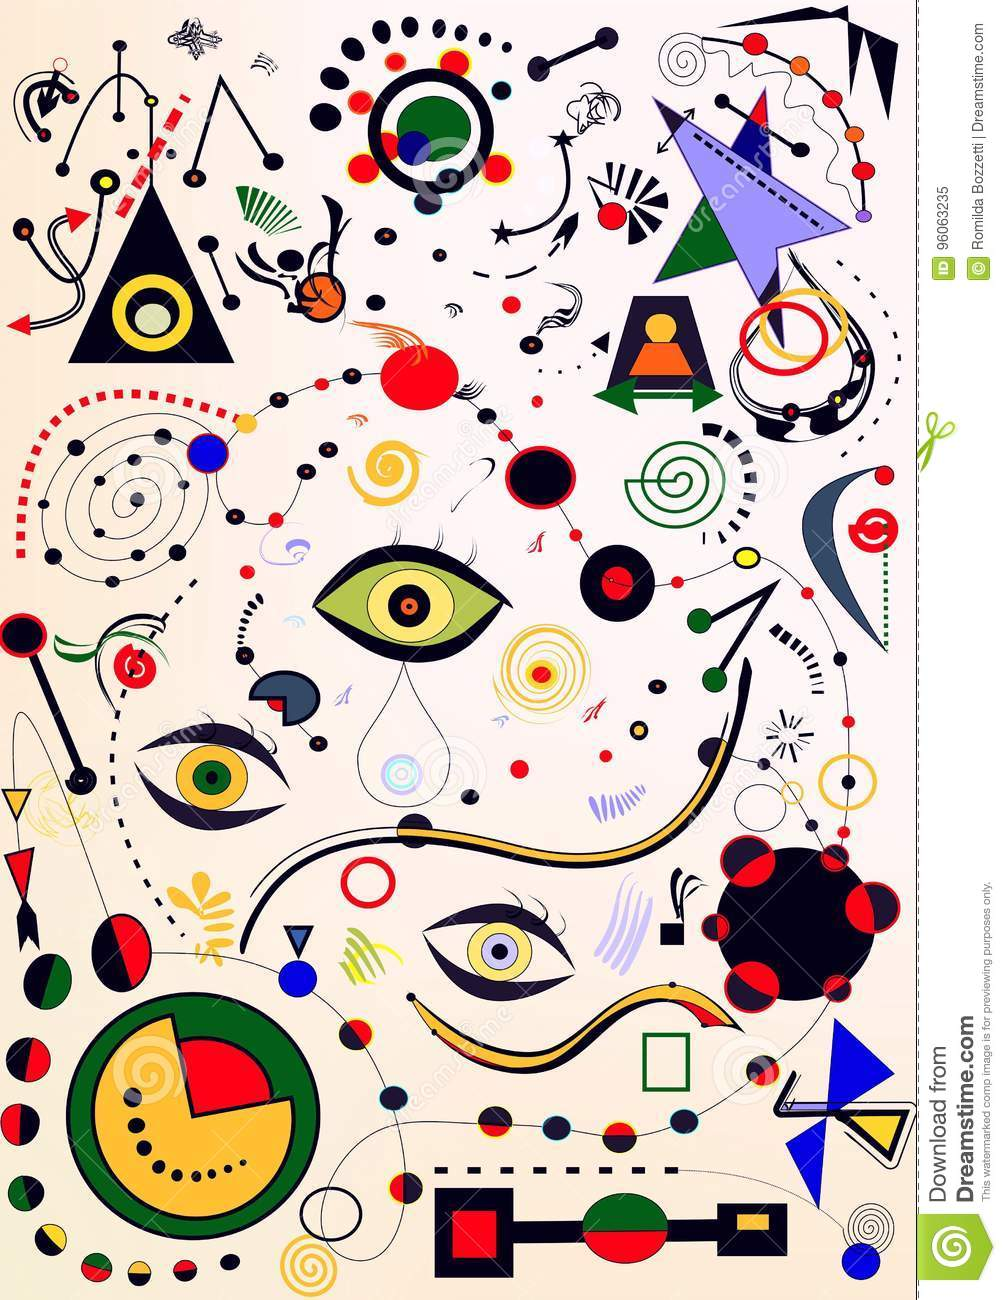 Download from
Dreamstime.com
This watermarked comp image is for previewing purposes only.
ID 96063235
© Romilda Bozzetti | Dreamstime.com